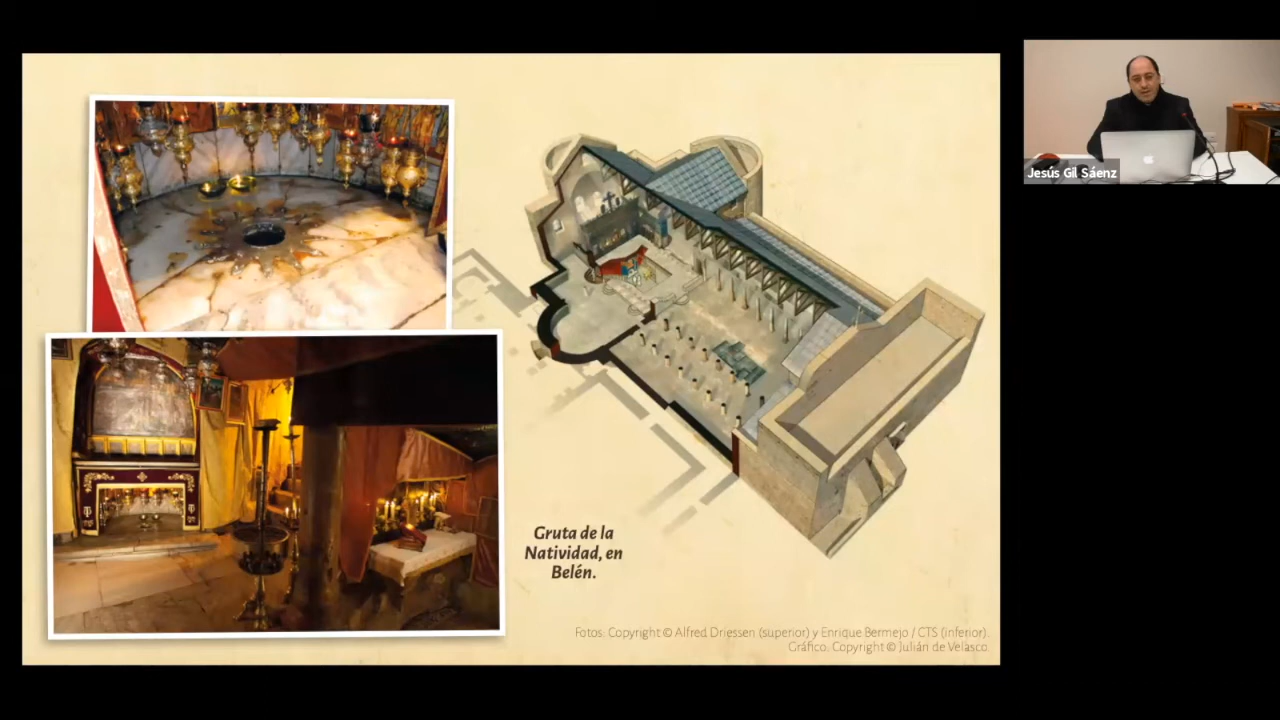 Jesús Gil Sáenz
Gruta de la
Natividad, en
Belén.
Fotos: Copyright © Alfred Driessen (superior) y Enrique Bermejo / CTS (inferior).
Gráfico. Copyright © Julián de Velasco.